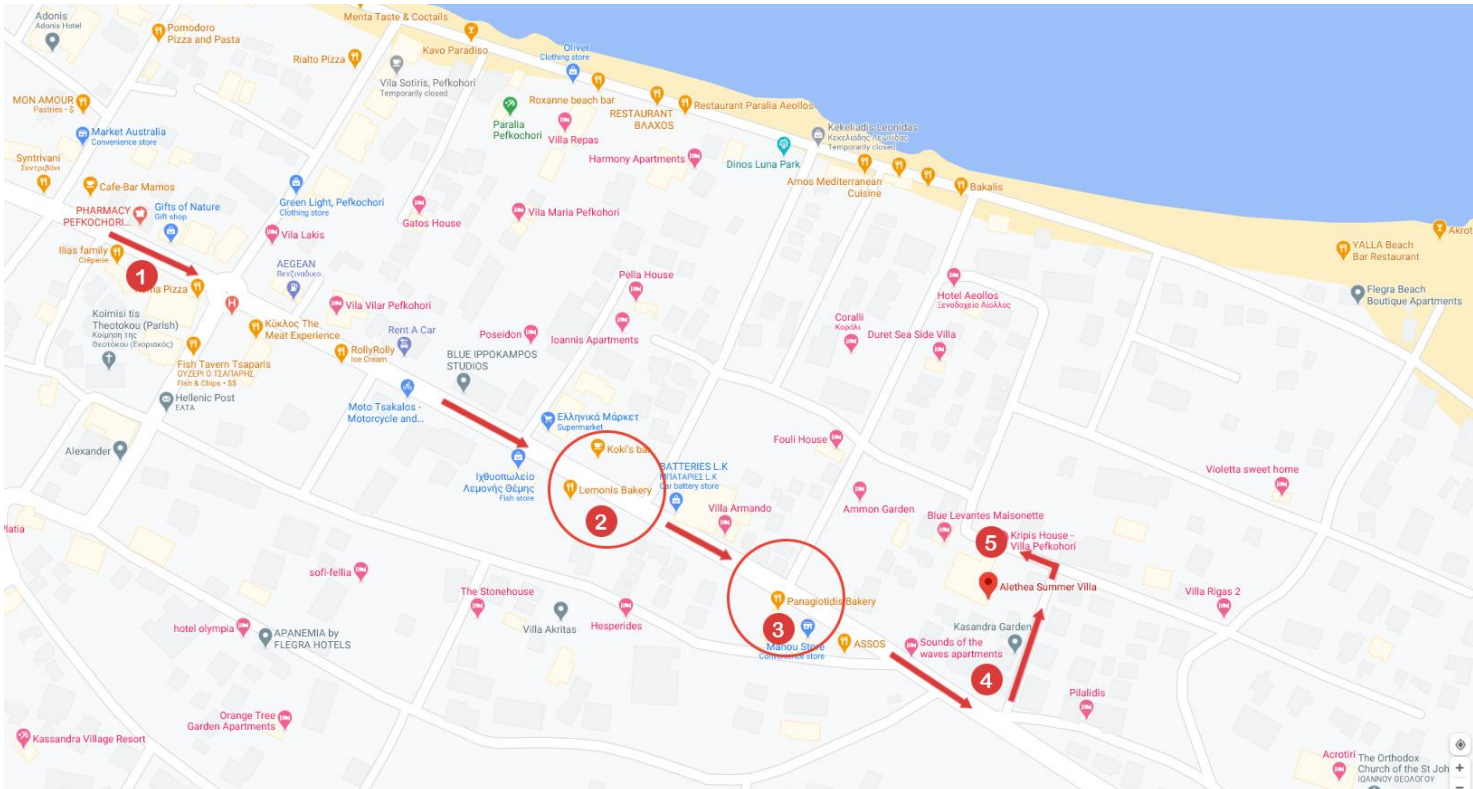 Adonis
Adonis Hotel
Pomodoro
Pizza and Pasta
Menta Taste & Coctails
Rialto Pizza
Kavo Paradiso
Oliver
Clothing store
Vila Sotiris, Pefkohori
Temporarily closed
MON AMOUR
Pastries • $
Market Australia
Convenience store
Roxanne beach bar
RESTAURANT
ΒΛΑΧΟS
Restaurant Paralia Aeollos
Paralia
Pefkochori
Villa Repas
Kekeliadis Leonidas
Κεκελιάδης Λεωνίδας
Temporarily closed
Harmony Apartments
Dinos Luna Park
Syntrivani
Συντριβάνι
Cafe-Bar Mamos
Amos Mediterranean
Cuisine
Bakalis
PHARMACY
PEFKOCHORI...
Gifts of Nature
Gift shop
Green Light, Pefkochori
Clothing store
Gatos House
Vila Maria Pefkohori
Vila Lakis
Akrot
YALLA Beach
Bar Restaurant
Ilias family
Crêperie
1
AEGEAN
Βενζιναδικο
Pella House
Hotel Aeollos
Ξενοδοχείο Αίολλος
Flegra Beach
Boutique Apartments
ma Pizza
H
Vila Vilar Pefkohori
Koimisi tis
Theotokou (Parish)
Κοίμηση της
Θεοτόκου (Ενοριακός)
Κύκλος The
Meat Experience
Rent A Car
Poseidon
Ioannis Apartments
Coralli
Κοράλι
Duret Sea Side Villa
RollyRolly
Ice Cream
BLUE IPPOKAMPOS
STUDIOS
Fish Tavern Tsaparis
ΟΥΖΕΡΙ Ο ΤΣΑΠΑΡΗΣ
Fish & Chips • $$
Hellenic Post
ΕΛΤΑ
Moto Tsakalos -
Motorcycle and...
Ελληνικά Μάρκετ
Supermarket
Fouli House
Alexander
Koki's bar
Ιχθυοπωλείο
Λεμονής Θέμης
Fish store
Lemonis Bakery
BATTERIES L.K
ΜΠΑΤΑΡΙΕΣ L.K
Car battery store
Violetta sweet home
2
Villa Armando
Ammon Garden
Blue Levantes Maisonette
Platia
5
Kripis House -
Villa Pefkohori
sofi-fellia
The Stonehouse
Alethea Summer Villa
Villa Rigas 2
Panagiotidis Bakery
Villa Akritas
Hesperides
hotel olympia
APANEMIA by
FLEGRA HOTELS
3
Manou Store
Convenience store
ASSOS
Kasandra Garden
Sounds of the
waves apartments
4
Pilalidis
Orange Tree
Garden Apartments
Kassandra Village Resort
Acrotiri
The Orthodox
Church of the St Joh
ΙΩΑΝΝΟΥ ΘΕΟΛΟΓΟΥ